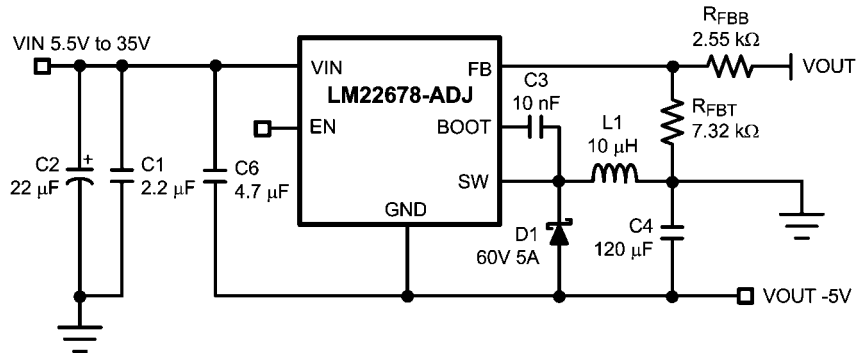 VIN 5.5V to 35V
C2
22 μF
+
C1
2.2 μF
C6
4.7 μF
VIN
FB
LM22678-ADJ
EN
BOOT
SW
GND
C3
10 nF
L1
10 μH
D1
60V 5A
RFBB
2.55 kΩ
VOUT
RFBT
7.32 kΩ
C4
120 μF
VOUT -5V